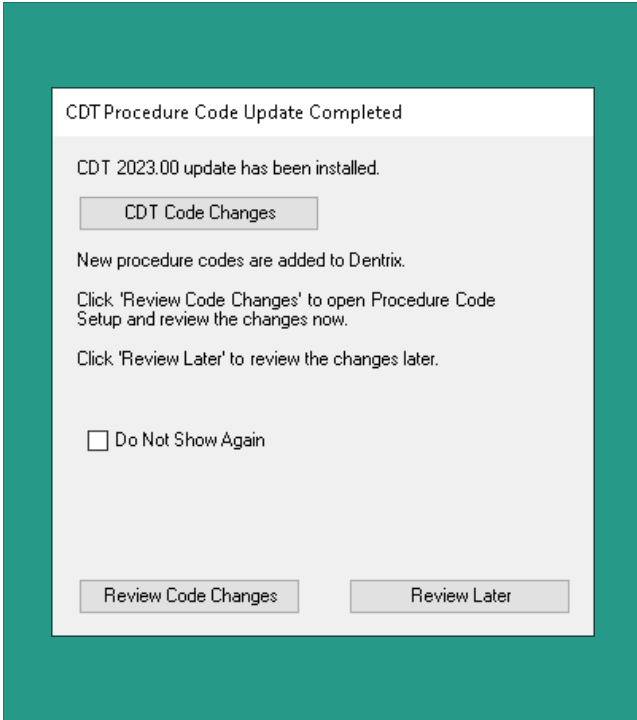 CDT Procedure Code Update Completed
CDT 2023.00 update has been installed.
CDT Code Changes
New procedure codes are added to Dentrix.
Click 'Review Code Changes' to open Procedure Code
Setup and review the changes now.
Click 'Review Later' to review the changes later.
Do Not Show Again
Review Code Changes
Review Later